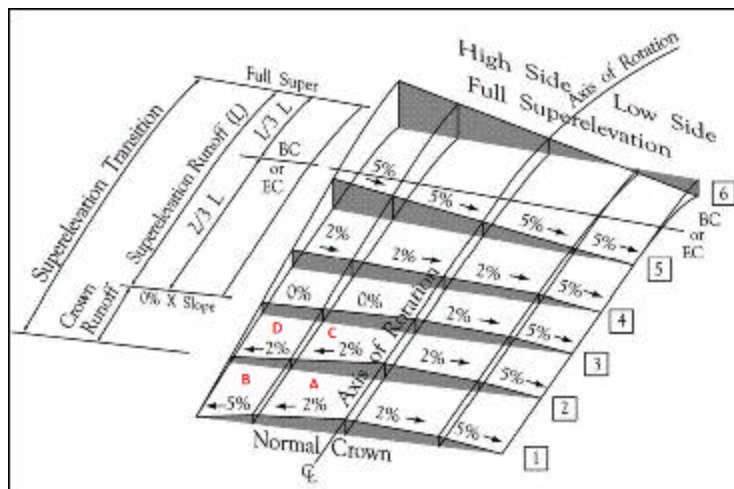 High Side
Low Side
Full Superelevation
Axis of Rotation
Full Super
Superelevation Transition
Superelevation Runoff (L)
1/3 L
2/3 L
BC
or
EC
Crown
Runoff
0% X Slope
6
BC
or
EC
5% 5% 5% 5%
5
2% 2% 2% 5%
4
0% 0% 2% 5%
3
D C
2% 2% 2% 5%
2
B A
5% 2% 2% 5%
1
Axis of Rotation
Normal Crown
℄